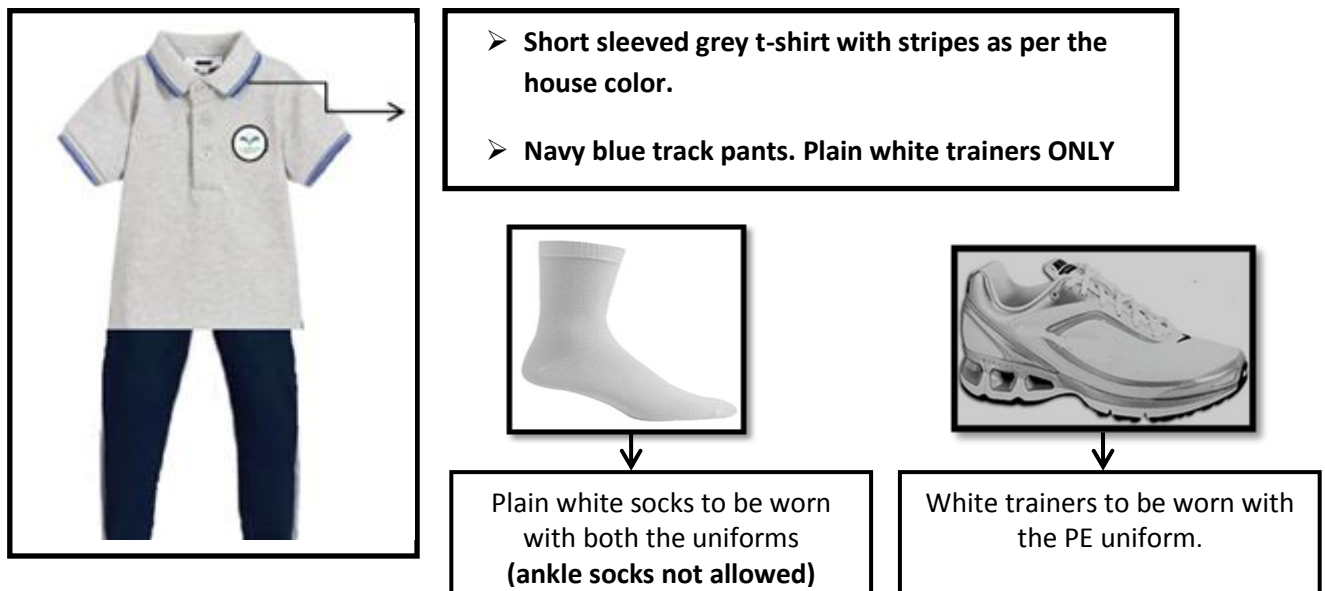 ➢ Short sleeved grey t-shirt with stripes as per the
house color.
➢ Navy blue track pants. Plain white trainers ONLY
Plain white socks to be worn
with both the uniforms
(ankle socks not allowed)
White trainers to be worn with
the PE uniform.